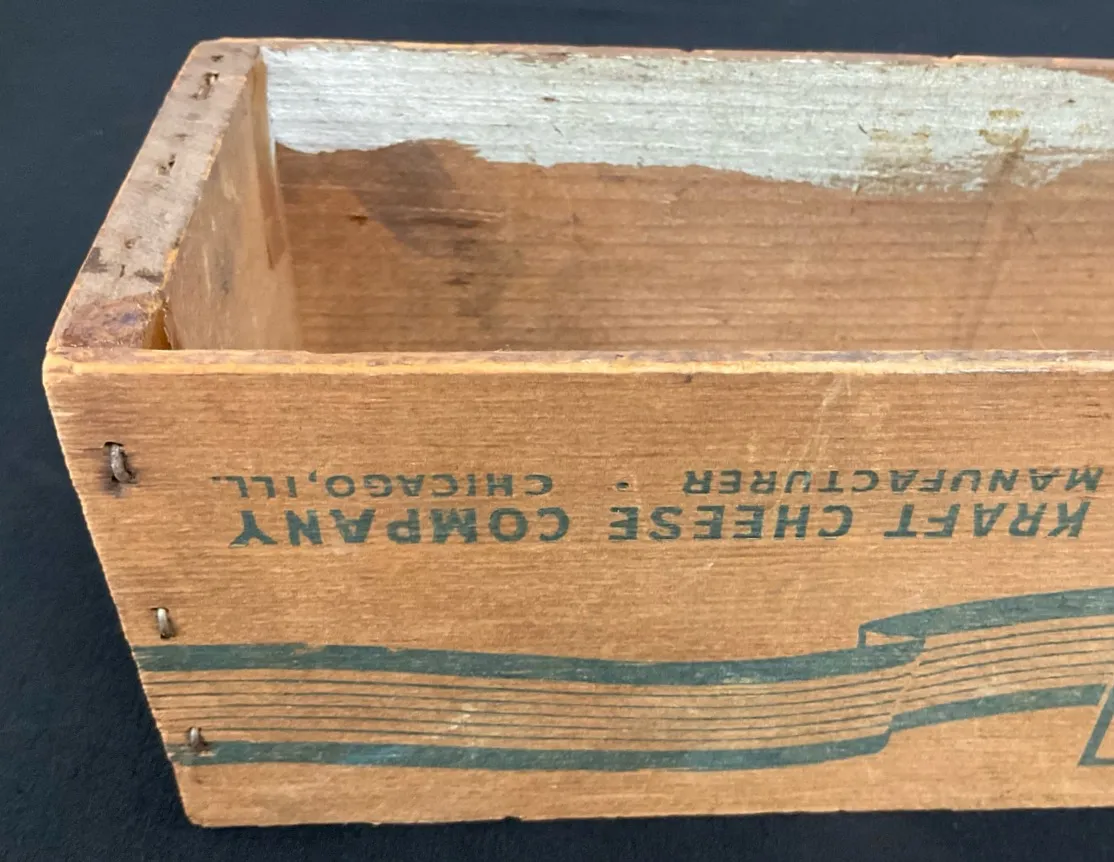 KRAFT CHEESE COMPANY
MANUFACTURER · CHICAGO, ILL.